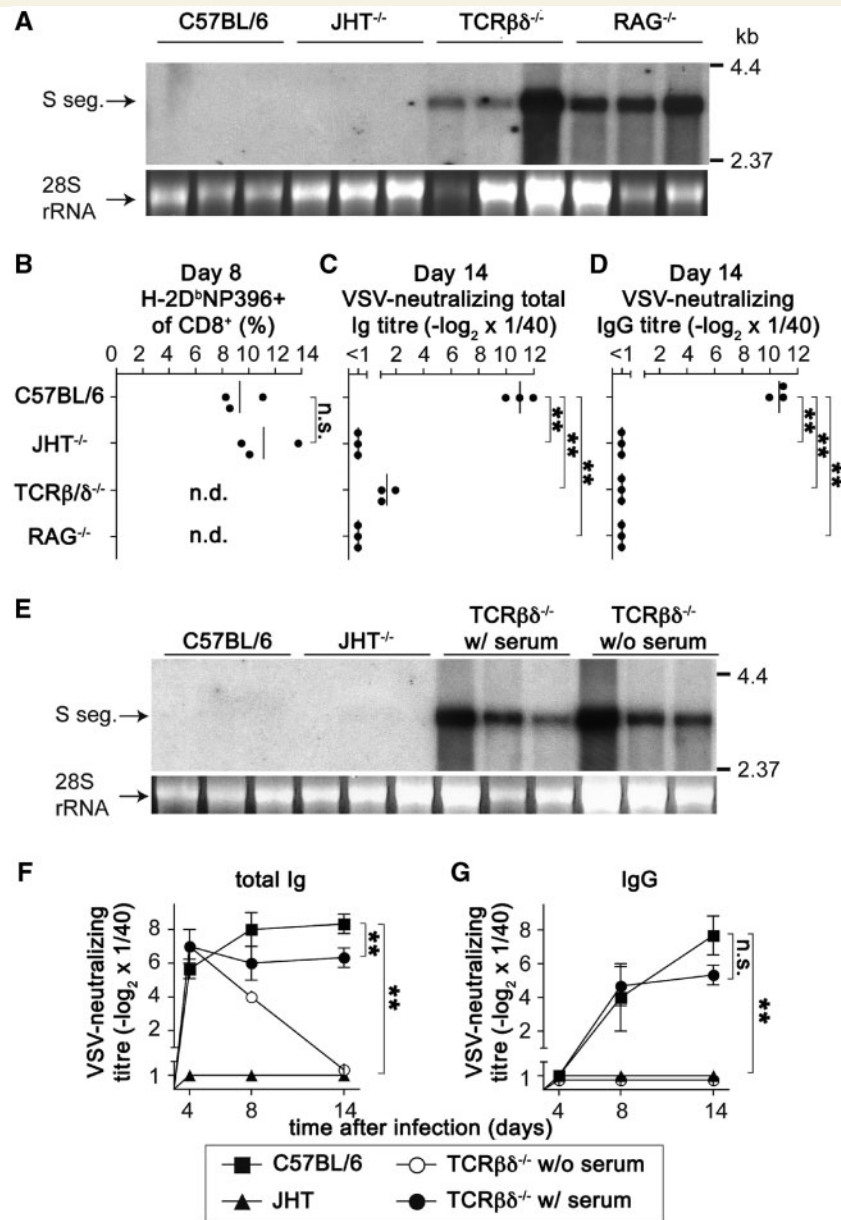 A
C57BL/6 JHT-/- TCRβδ-/- RAG-/-
kb
4.4
S seg.
2.37
28S
rRNA
B
Day 8
H-2DᵇNP396+
of CD8⁺ (%)
0 2 4 6 8 10 12 14
C
Day 14
VSV-neutralizing total
Ig titre (-log₂ x 1/40)
<1 2 4 6 8 10 12
D
Day 14
VSV-neutralizing
IgG titre (-log₂ x 1/40)
<1 2 4 6 8 10 12
C57BL/6
JHT-/-
TCRβ/δ-/-
RAG-/-
n.s.
n.d.
n.d.
**
**
**
**
**
**
E
C57BL/6 JHT-/- TCRβδ-/- w/ serum TCRβδ-/- w/o serum
4.4
S seg.
2.37
28S
rRNA
F
total Ig
VSV-neutralizing
titre (-log₂ x 1/40)
8
6
4
2
1
4 8 14
**
**
G
IgG
VSV-neutralizing
titre (-log₂ x 1/40)
8
6
4
2
1
4 8 14
n.s.
**
time after infection (days)
C57BL/6 TCRβδ-/- w/o serum
JHT TCRβδ-/- w/ serum